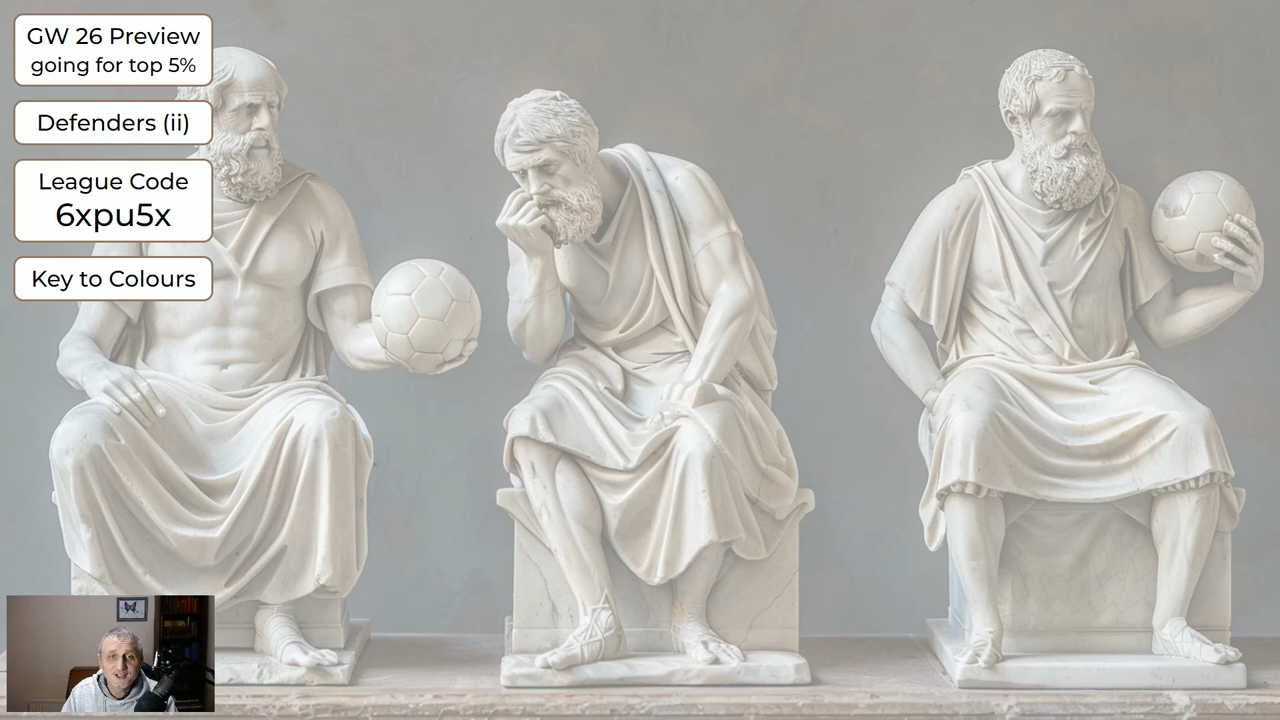 GW 26 Preview
going for top 5%
Defenders (ii)
League Code
6xpu5x
Key to Colours